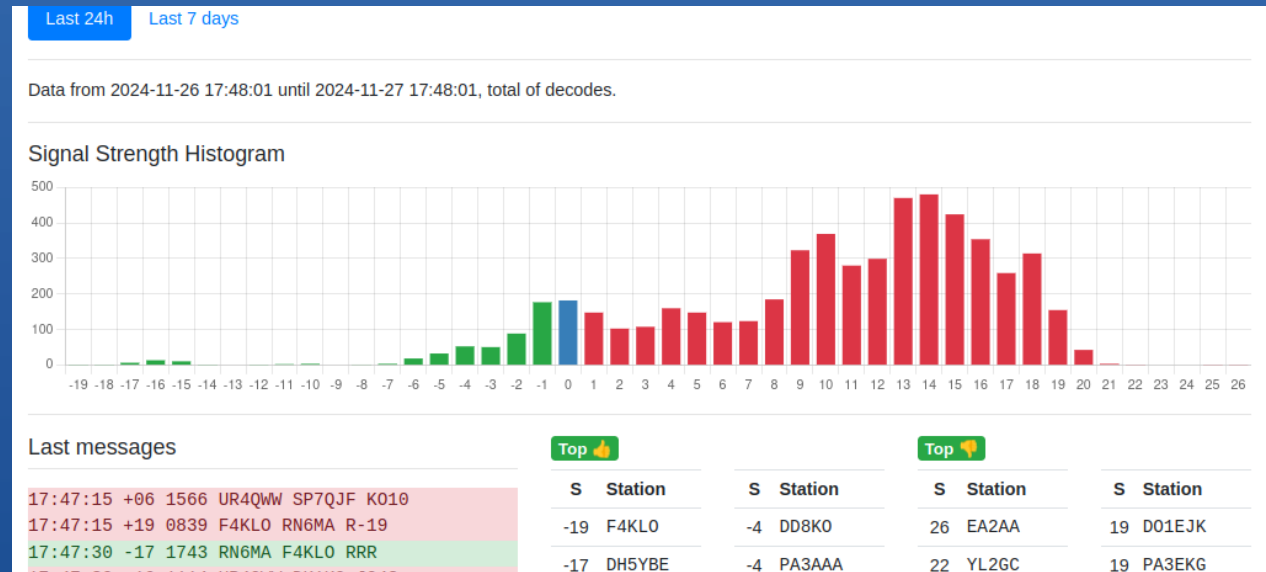 Last 24h Last 7 days
Data from 2024-11-26 17:48:01 until 2024-11-27 17:48:01, total of decodes.
Signal Strength Histogram
500
400
300
200
100
0
-19 -18 -17 -16 -15 -14 -13 -12 -11 -10 -9 -8 -7 -6 -5 -4 -3 -2 -1 0 1 2 3 4 5 6 7 8 9 10 11 12 13 14 15 16 17 18 19 20 21 22 23 24 25 26
Last messages
17:47:15 +06 1566 UR4QWW SP7QJF KO10
17:47:15 +19 0839 F4KLO RN6MA R-19
17:47:30 -17 1743 RN6MA F4KLO RRR
Top 👍
S Station S Station
-19 F4KLO -4 DD8KO
-17 DH5YBE -4 PA3AAA
Top 👎
S Station S Station
26 EA2AA 19 DO1EJK
22 YL2GC 19 PA3EKG